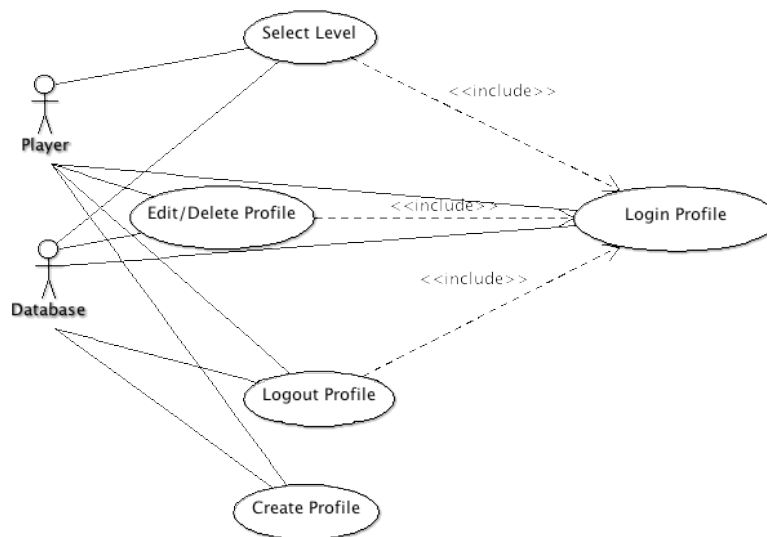 Select Level
<<include>>
Player
Edit/Delete Profile
<<include>>
Login Profile
Database
<<include>>
Logout Profile
Create Profile